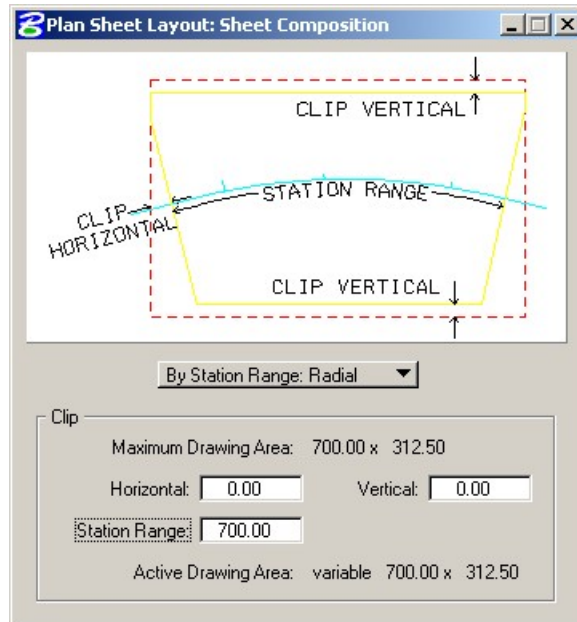 Plan Sheet Layout: Sheet Composition
CLIP VERTICAL
STATION RANGE
CLIP
HORIZONTAL
CLIP VERTICAL
By Station Range: Radial
Clip
Maximum Drawing Area: 700.00 x 312.50
Horizontal: 0.00 Vertical: 0.00
Station Range: 700.00
Active Drawing Area: variable 700.00 x 312.50